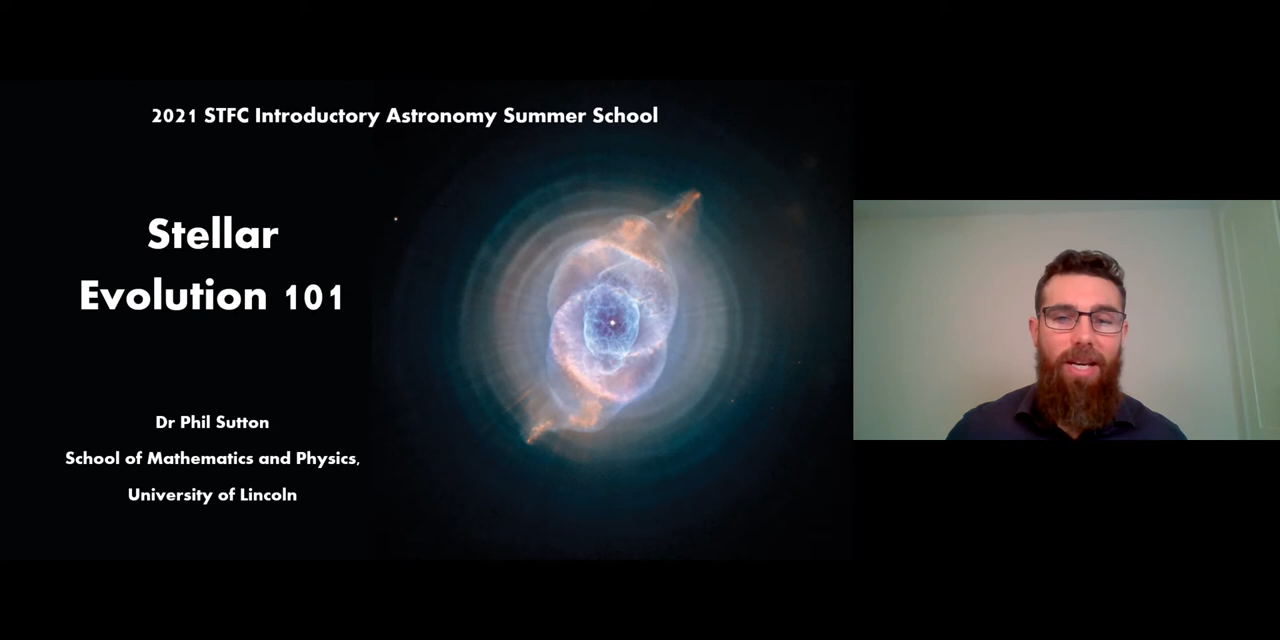 2021 STFC Introductory Astronomy Summer School
Stellar
Evolution 101
Dr Phil Sutton
School of Mathematics and Physics,
University of Lincoln